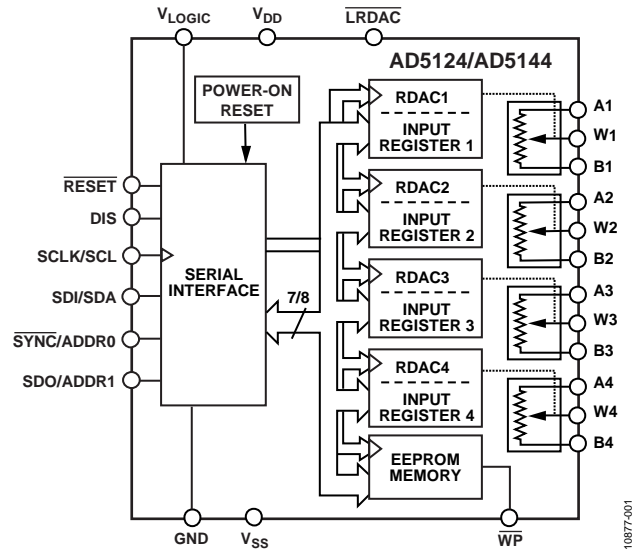 VLOGIC
VDD
LRDAC
AD5124/AD5144
POWER-ON
RESET
RDAC1
INPUT
REGISTER 1
A1
W1
B1
RESET
DIS
SCLK/SCL
SDI/SDA
SYNC/ADDR0
SDO/ADDR1
SERIAL
INTERFACE
7/8
RDAC2
INPUT
REGISTER 2
A2
W2
B2
RDAC3
INPUT
REGISTER 3
A3
W3
B3
RDAC4
INPUT
REGISTER 4
A4
W4
B4
EEPROM
MEMORY
GND
VSS
WP
10877-001